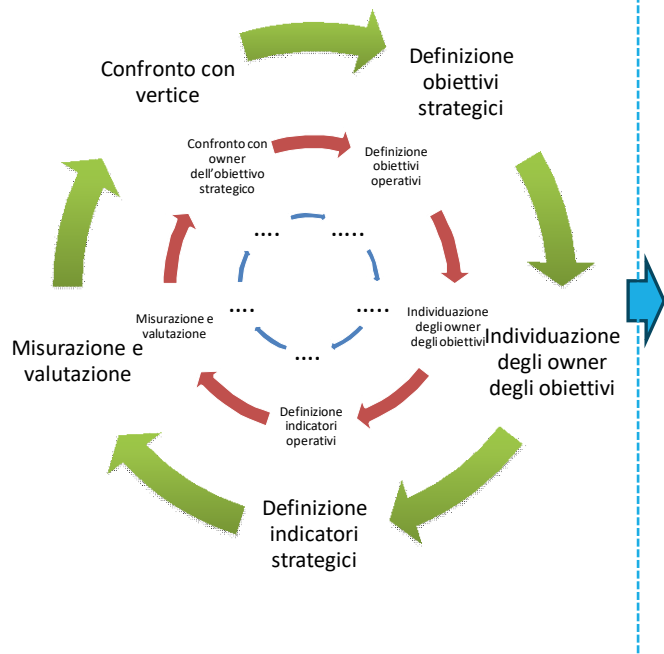 Confronto con
vertice
Definizione
obiettivi
strategici
Individuazione
degli owner
degli obiettivi
Definizione
indicatori
strategici
Misurazione e
valutazione
Confronto con
owner
dell'obiettivo
strategico
Definizione
obiettivi
operativi
Individuazione
degli owner
degli obiettivi
Definizione
indicatori
operativi
Misurazione e
valutazione
....
.....
.....
....
....